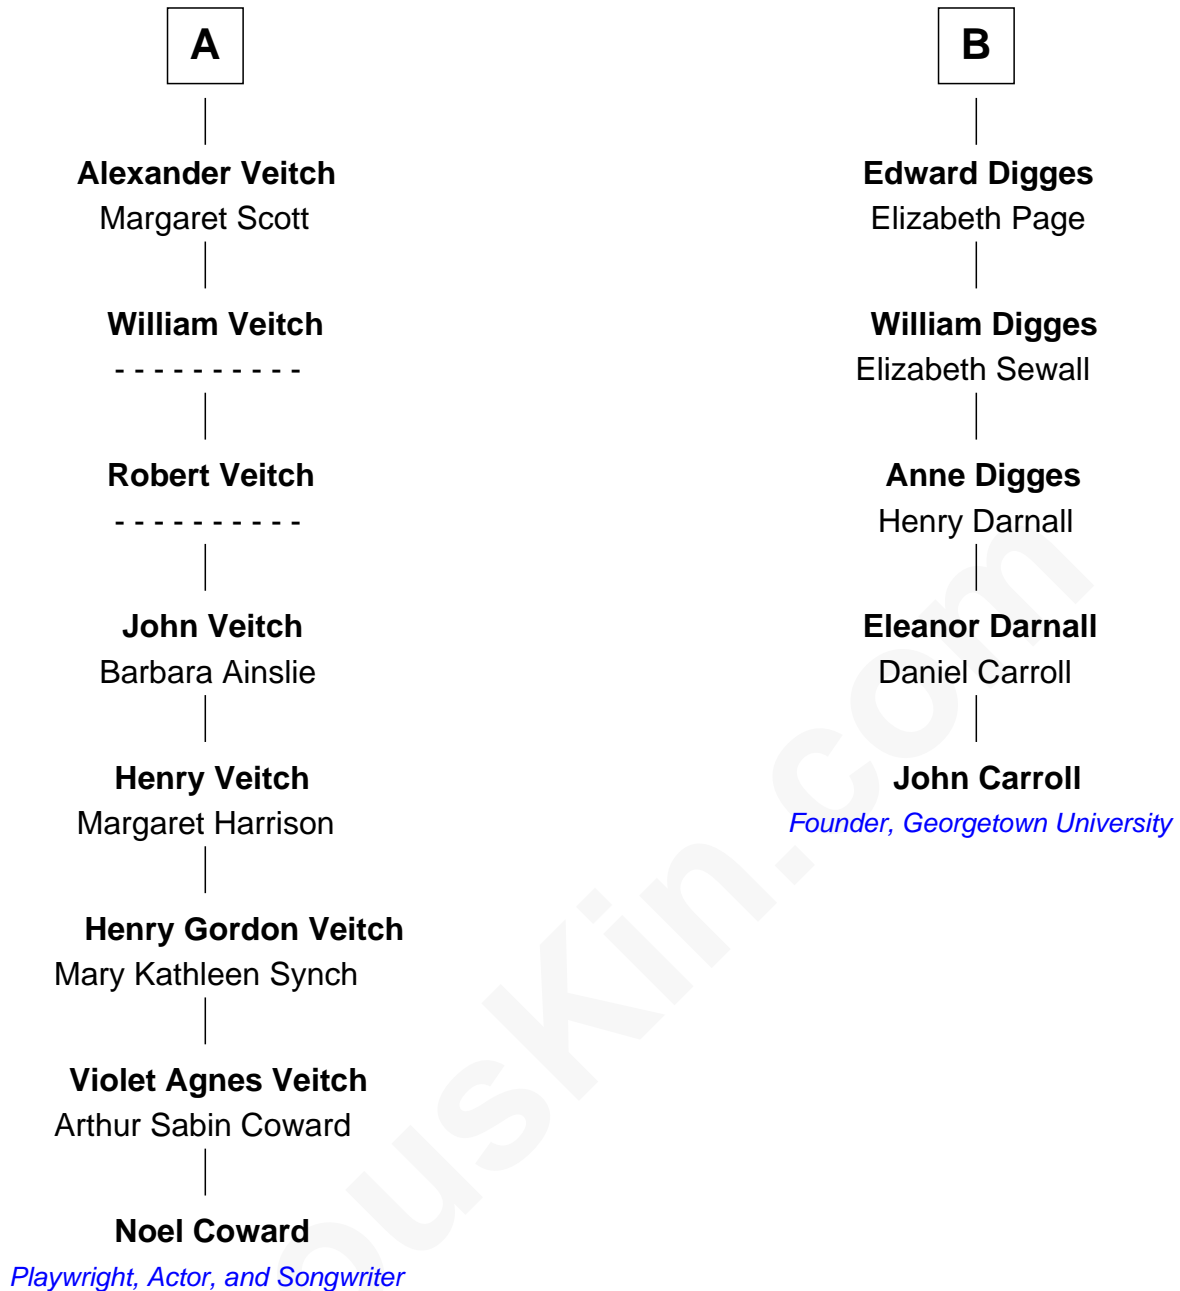 A
Alexander Veitch
Margaret Scott
William Veitch
- - - - - - - - - -
Robert Veitch
- - - - - - - - - -
John Veitch
Barbara Ainslie
Henry Veitch
Margaret Harrison
Henry Gordon Veitch
Mary Kathleen Synch
Violet Agnes Veitch
Arthur Sabin Coward
Noel Coward
Playwright, Actor, and Songwriter
B
Edward Digges
Elizabeth Page
William Digges
Elizabeth Sewall
Anne Digges
Henry Darnall
Eleanor Darnall
Daniel Carroll
John Carroll
Founder, Georgetown University
ousKin.com